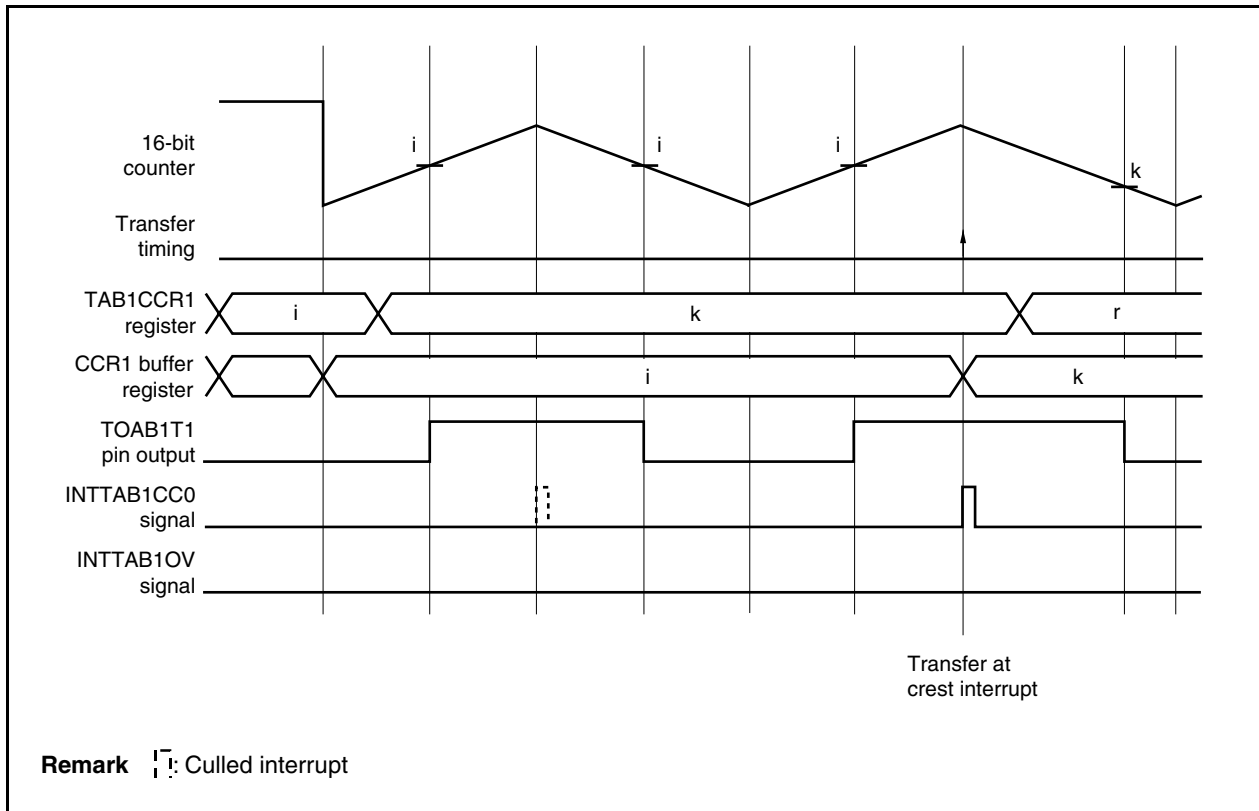 16-bit
counter
i
i
i
k
Transfer
timing
TAB1CCR1
register
i
k
r
CCR1 buffer
register
i
k
TOAB1T1
pin output
INTTAB1CC0
signal
INTTAB1OV
signal
Transfer at
crest interrupt
Remark : Culled interrupt